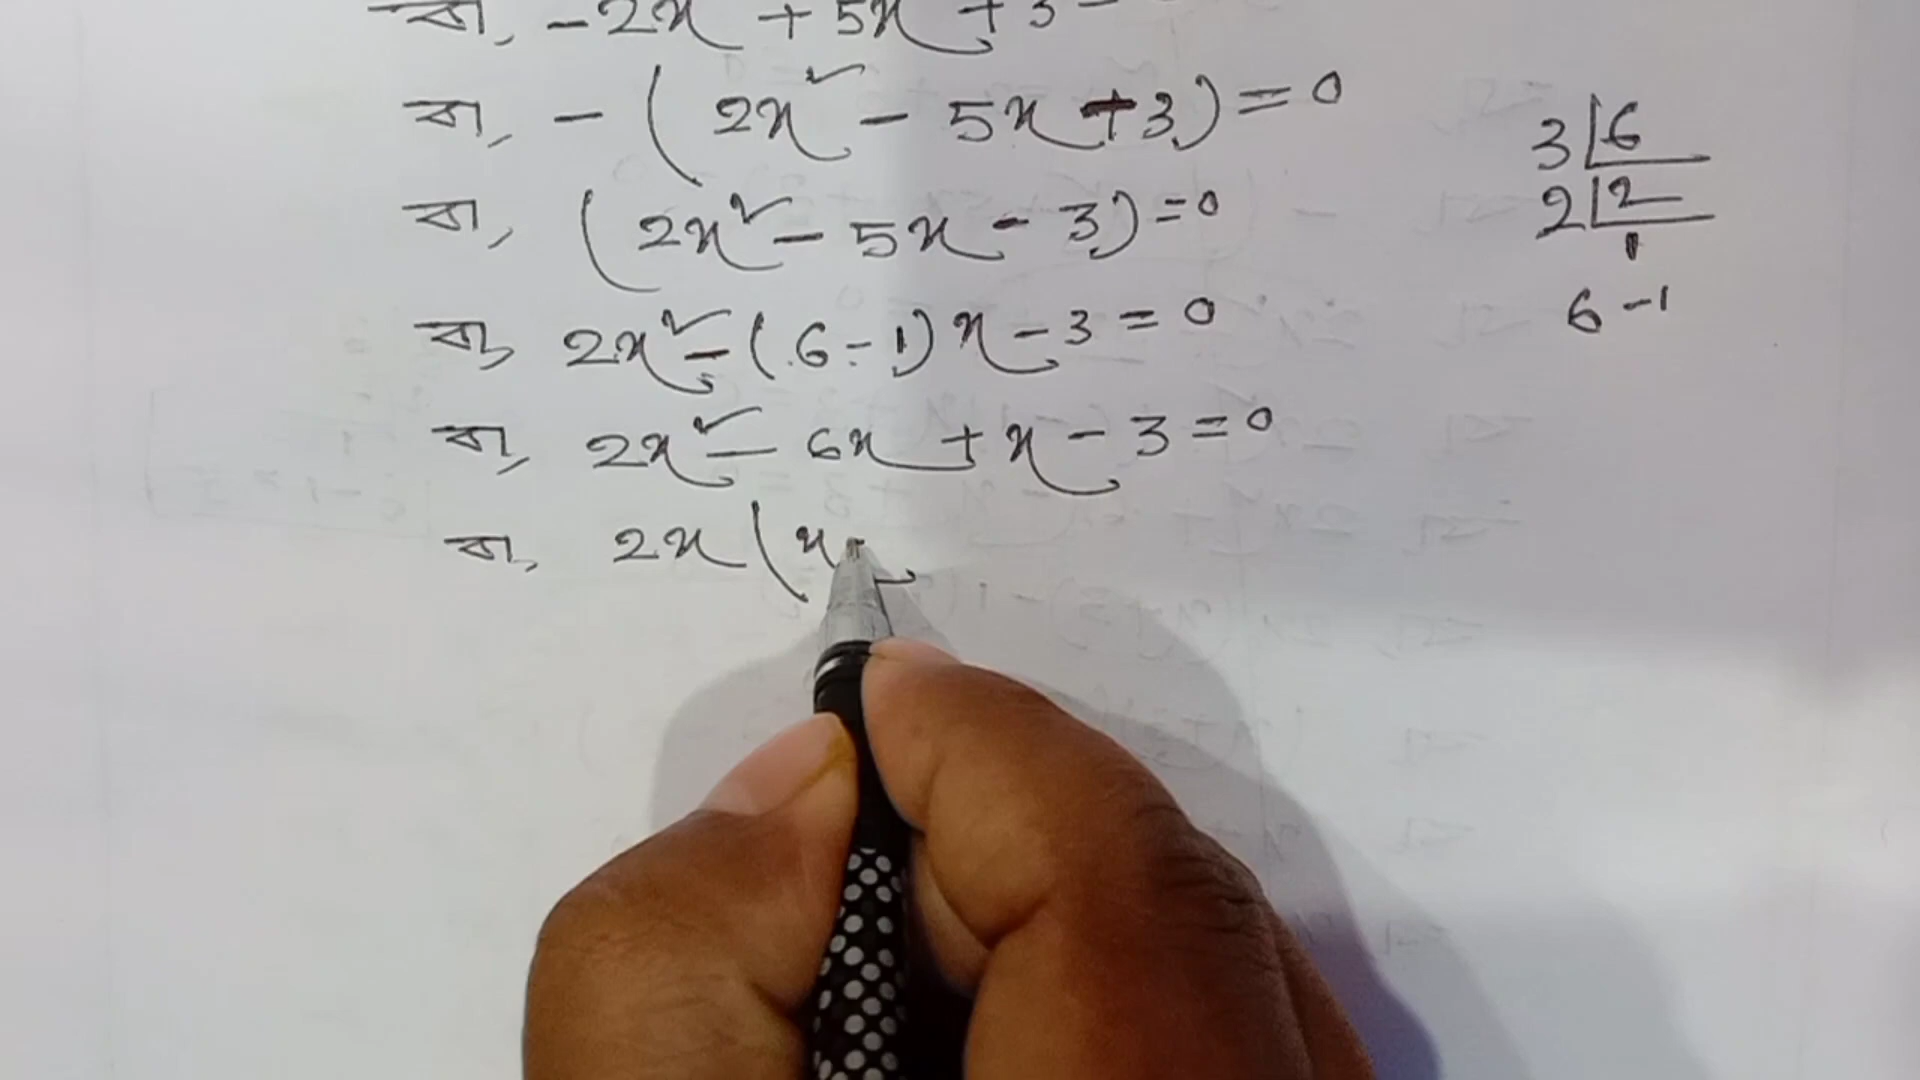 বা, -2x + 5x + 3
বা, - (2x² - 5x - 3) = 0
বা, (2x² - 5x - 3) = 0
বা, 2x² - (6 - 1)x - 3 = 0
বা, 2x² - 6x + x - 3 = 0
বা, 2x (x -
3 | 6
2 | 2
1
6 - 1